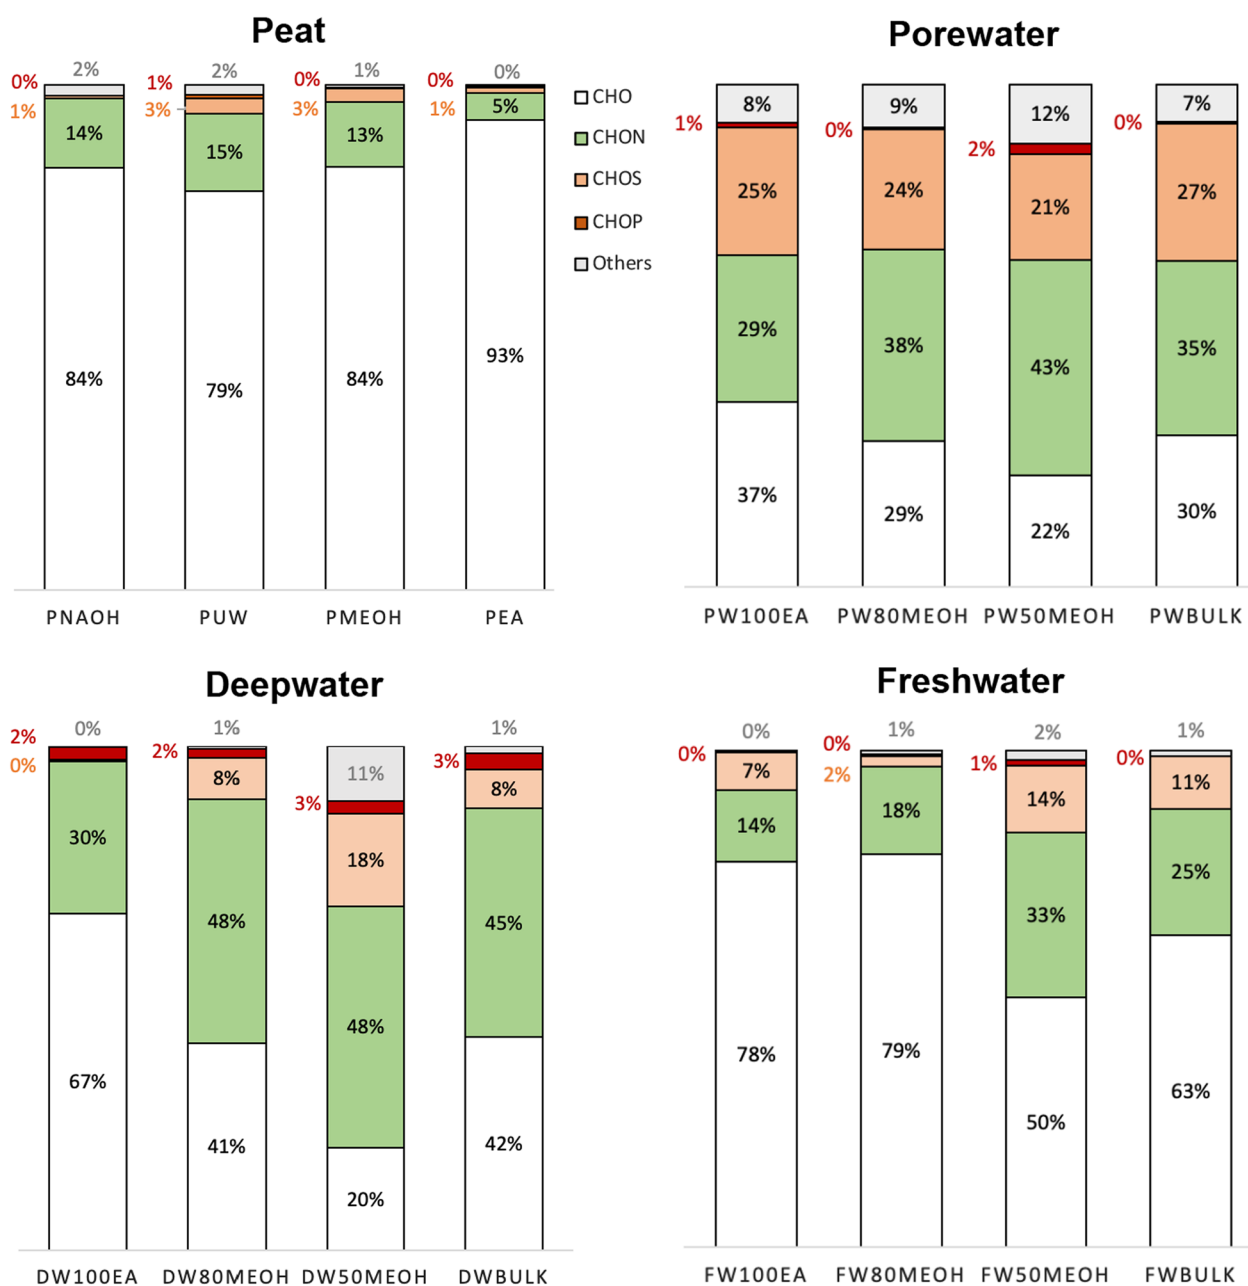 Peat
0% 2% 1% 2% 0% 1% 0% 0%
1% 3% 3% 1%
14% 15% 13% 5%
84% 79% 84% 93%
PNAOH PUW PMEOH PEA
CHO
CHON
CHOS
CHOP
Others
Porewater
8% 9% 12% 7%
1% 0% 2% 0%
25% 24% 21% 27%
29% 38% 43% 35%
37% 29% 22% 30%
PW100EA PW80MEOH PW50MEOH PWBULK
Deepwater
2% 0% 2% 1% 3% 11% 3% 1%
0% 8% 18% 8%
30% 48% 48% 45%
67% 41% 20% 42%
DW100EA DW80MEOH DW50MEOH DWBULK
Freshwater
0% 0% 0% 1% 1% 2% 0% 1%
7% 2% 14% 11%
14% 18% 33% 25%
78% 79% 50% 63%
FW100EA FW80MEOH FW50MEOH FWBULK